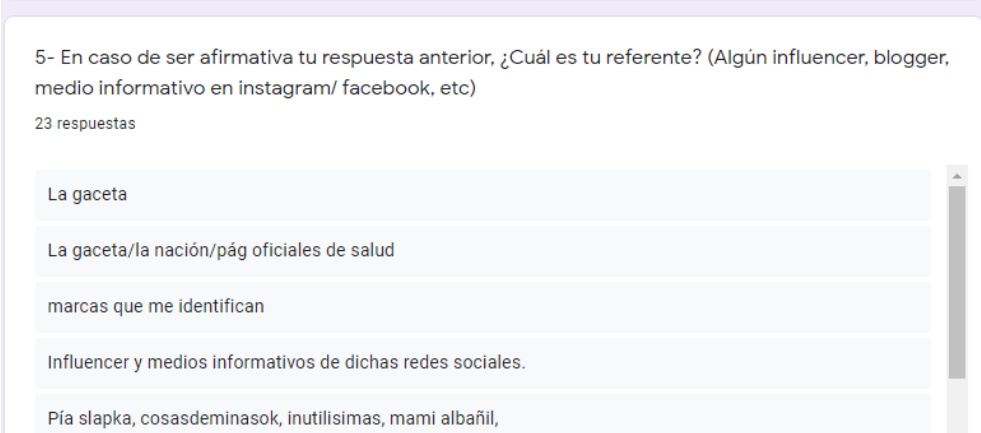 5- En caso de ser afirmativa tu respuesta anterior, ¿Cuál es tu referente? (Algún influencer, blogger,
medio informativo en instagram/ facebook, etc)
23 respuestas
La gaceta
La gaceta/la nación/pág oficiales de salud
marcas que me identifican
Influencer y medios informativos de dichas redes sociales.
Pía slapka, cosasdeminasok, inutilisimas, mami albañil,